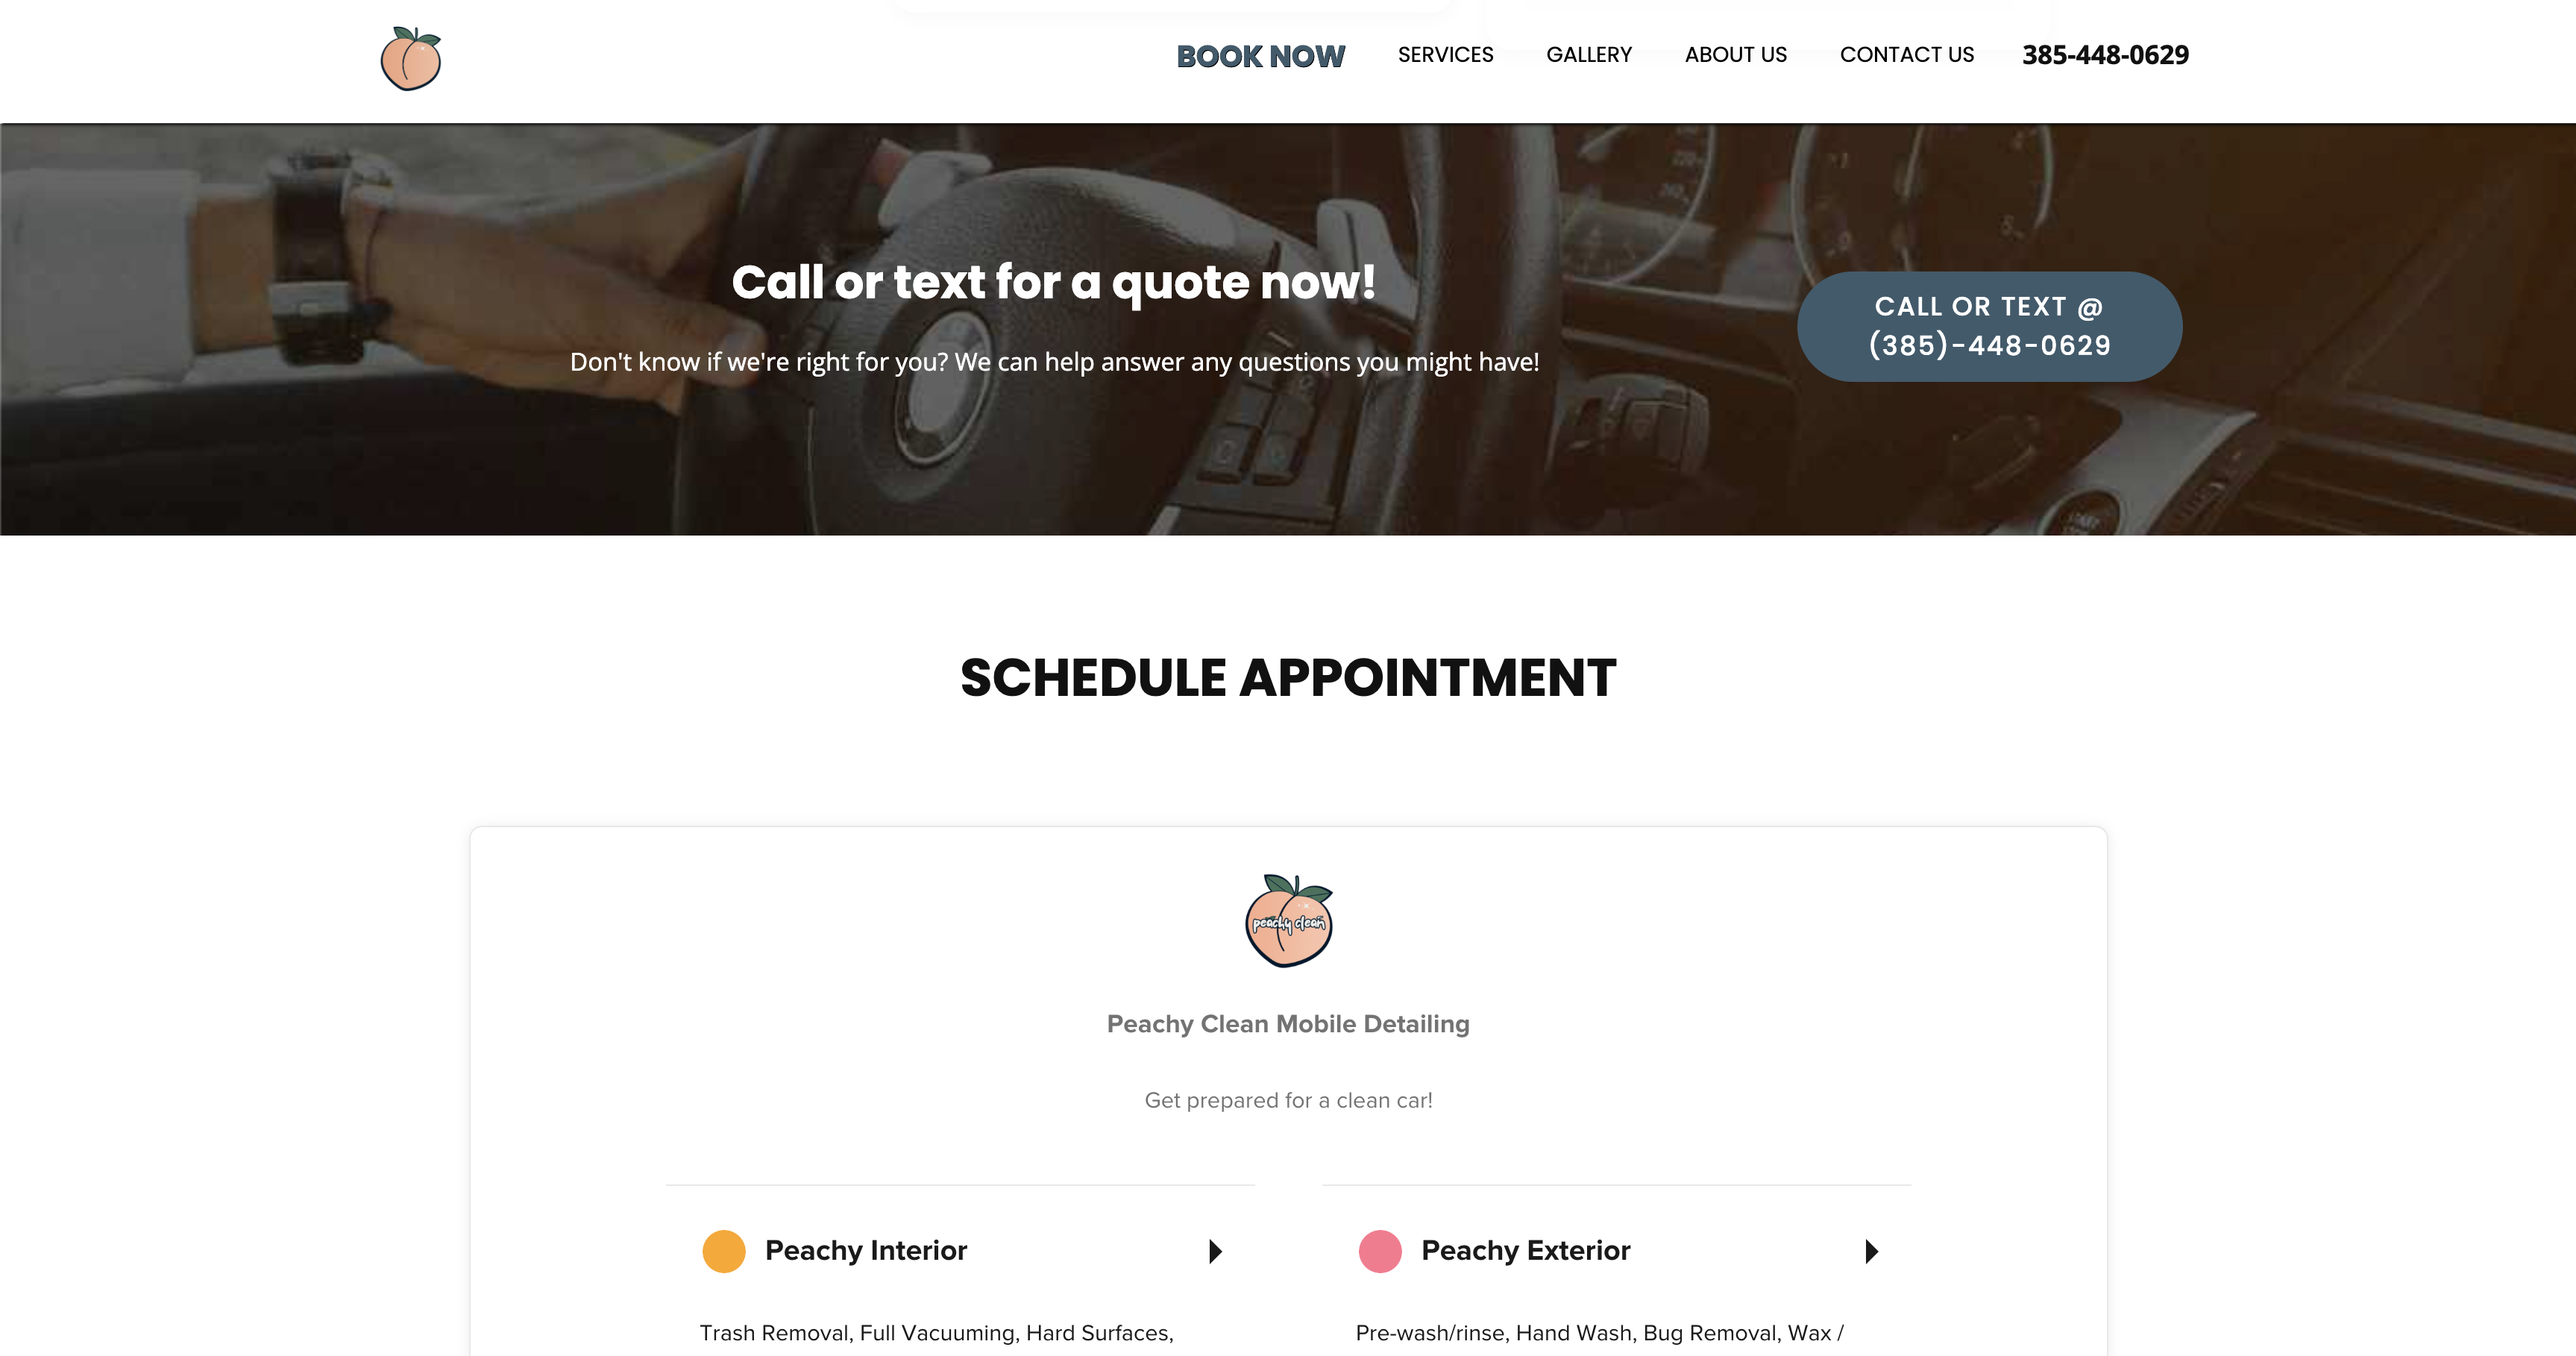 BOOK NOW SERVICES GALLERY ABOUT US CONTACT US 385-448-0629
Call or text for a quote now!
Don't know if we're right for you? We can help answer any questions you might have!
CALL OR TEXT @
(385)-448-0629
SCHEDULE APPOINTMENT
peachy clean
Peachy Clean Mobile Detailing
Get prepared for a clean car!
Peachy Interior
Trash Removal, Full Vacuuming, Hard Surfaces,
Peachy Exterior
Pre-wash/rinse, Hand Wash, Bug Removal, Wax /